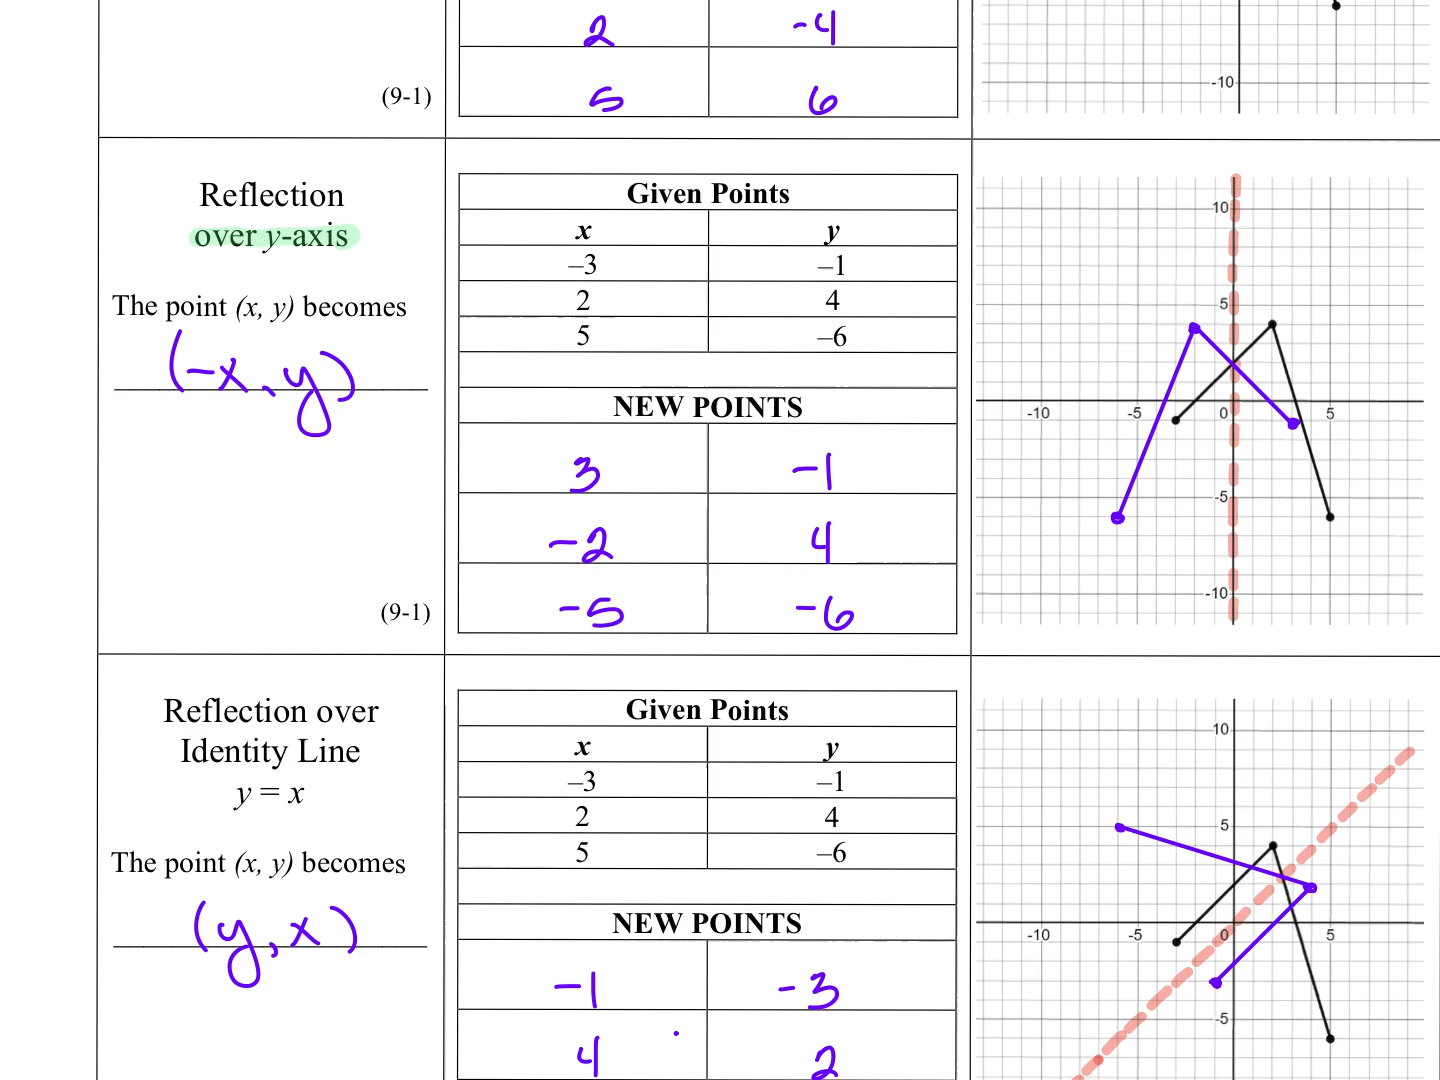 2 -4
(9-1) 5 6
-10
Reflection
over y-axis
The point (x, y) becomes
(-x, y)
(9-1)
Given Points
x y
–3 –1
2 4
5 –6
NEW POINTS
3 -1
-2 4
-5 -6
10
5
-10 -5 0 5
-5
-10
Reflection over
Identity Line
y = x
The point (x, y) becomes
(y, x)
Given Points
x y
–3 –1
2 4
5 –6
NEW POINTS
-1 -3
4 2
10
5
-10 -5 0 5
-5